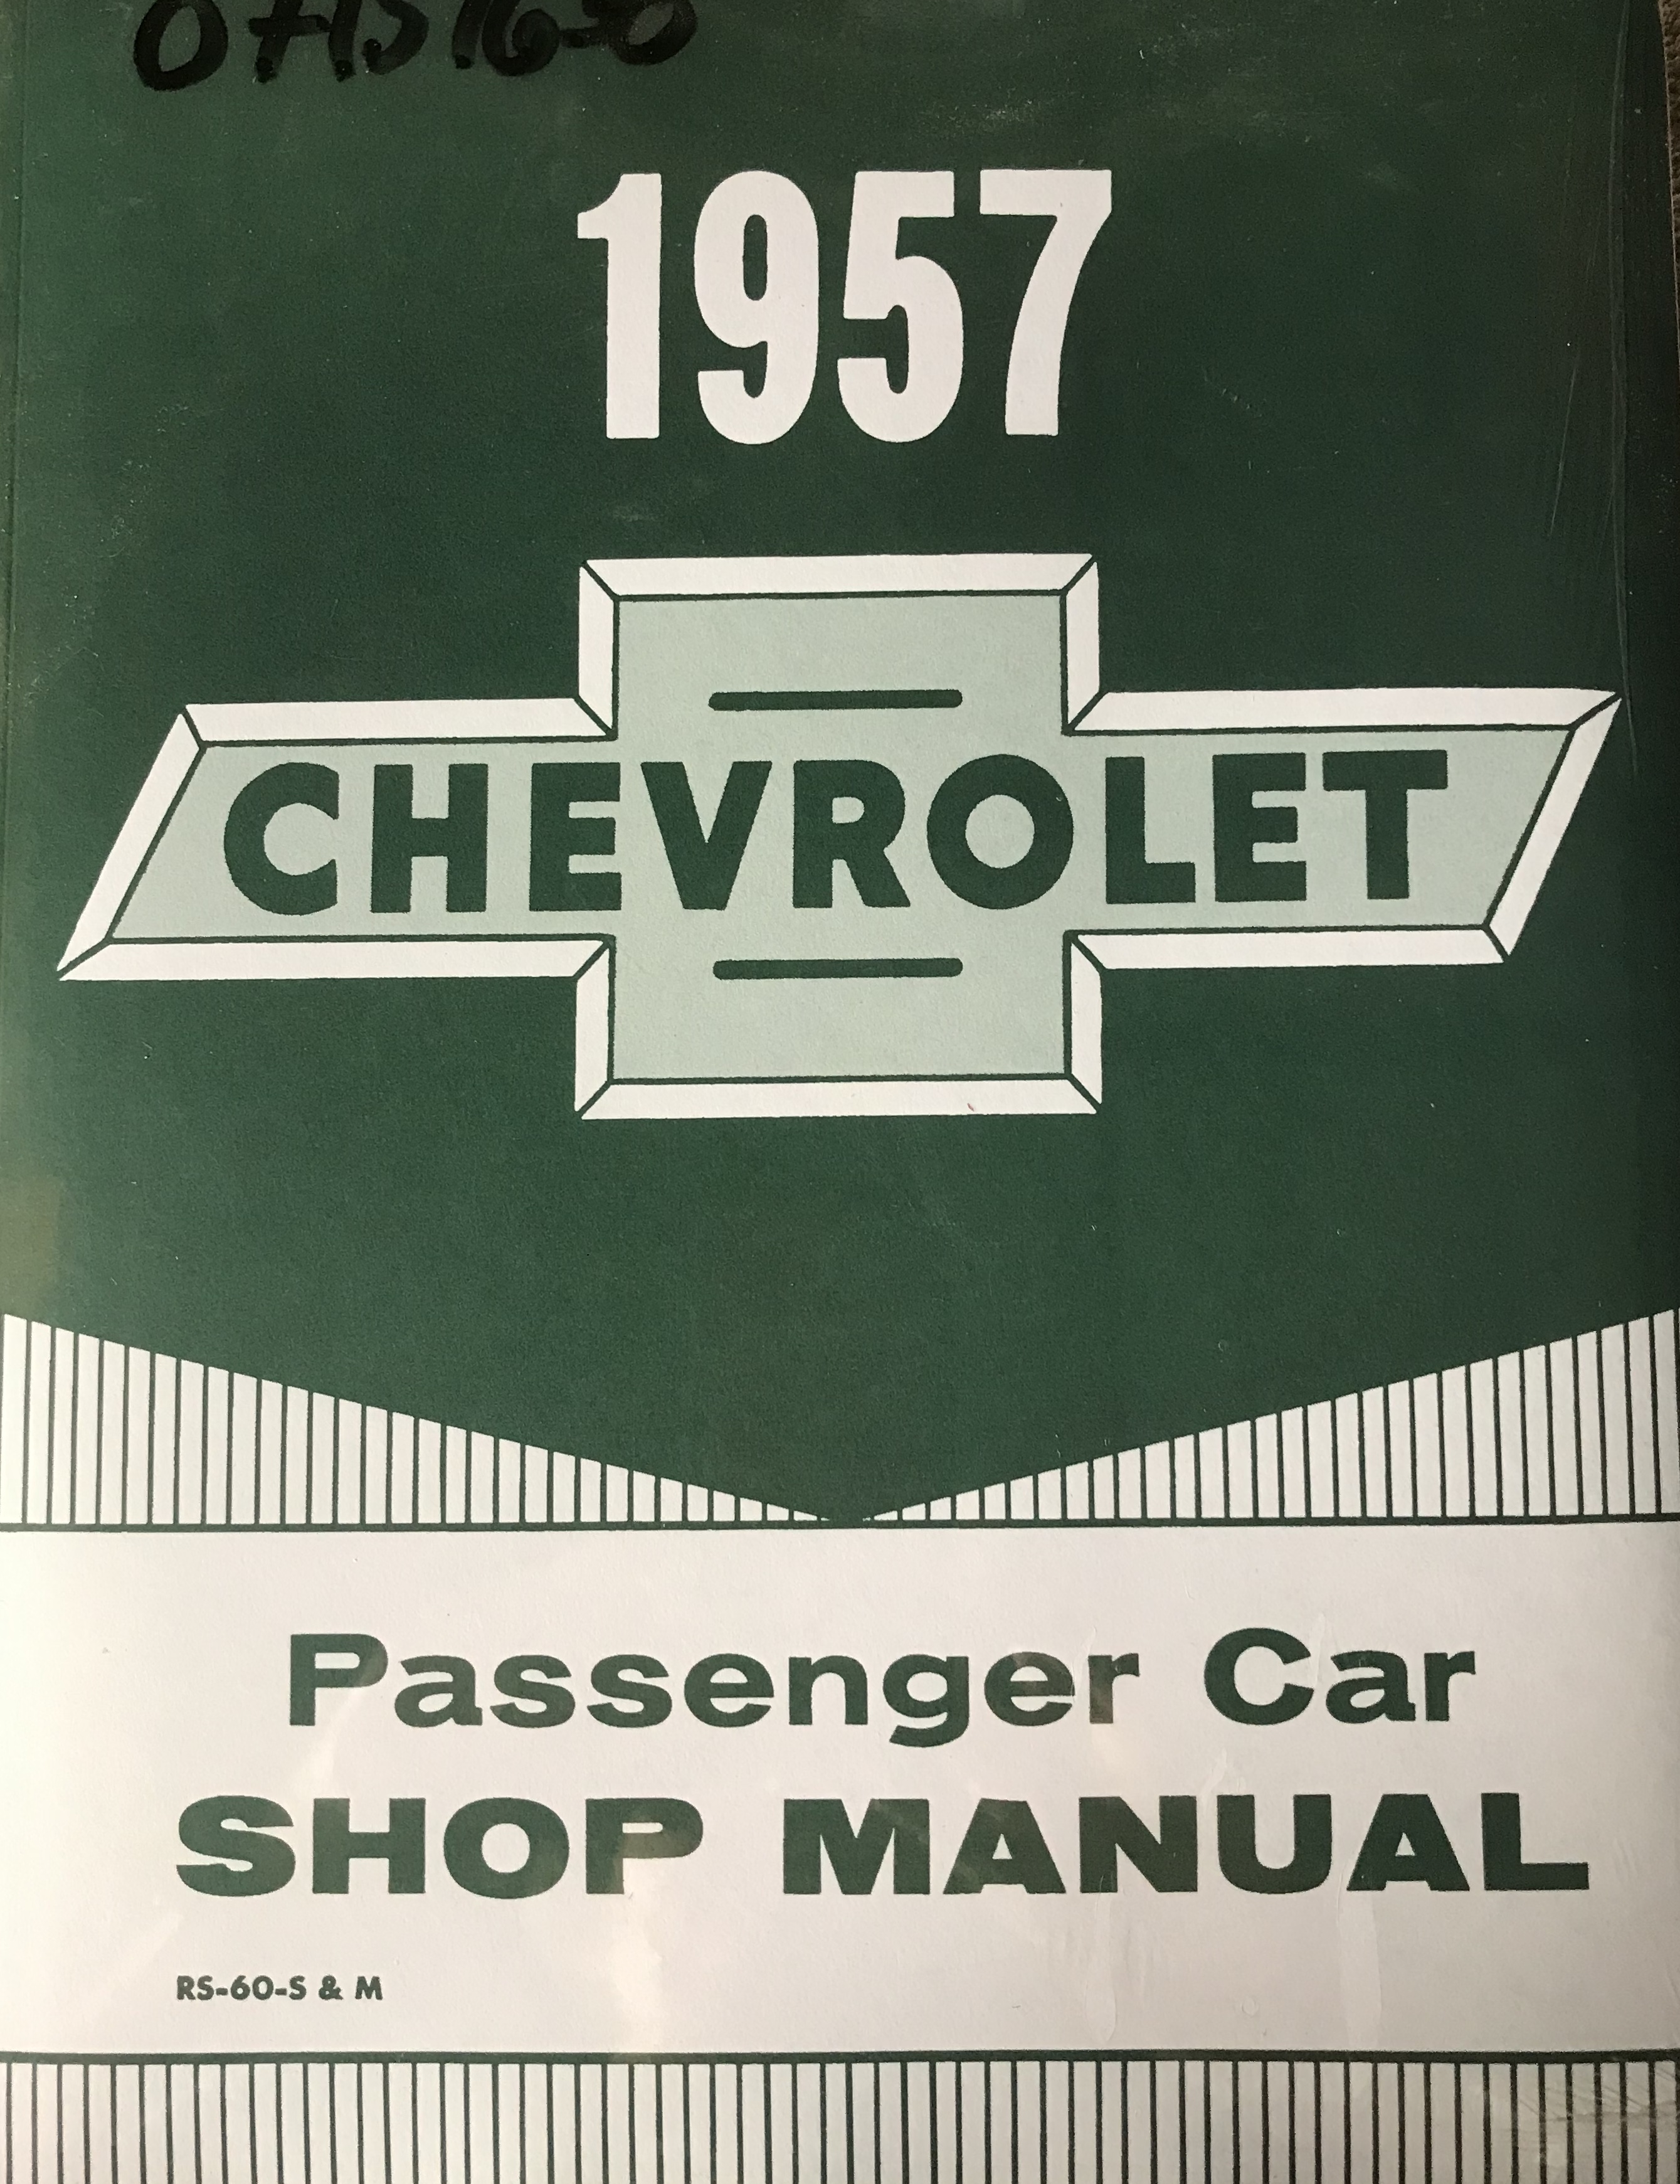 1957
CHEVROLET
Passenger Car
SHOP MANUAL
RS-60-S & M